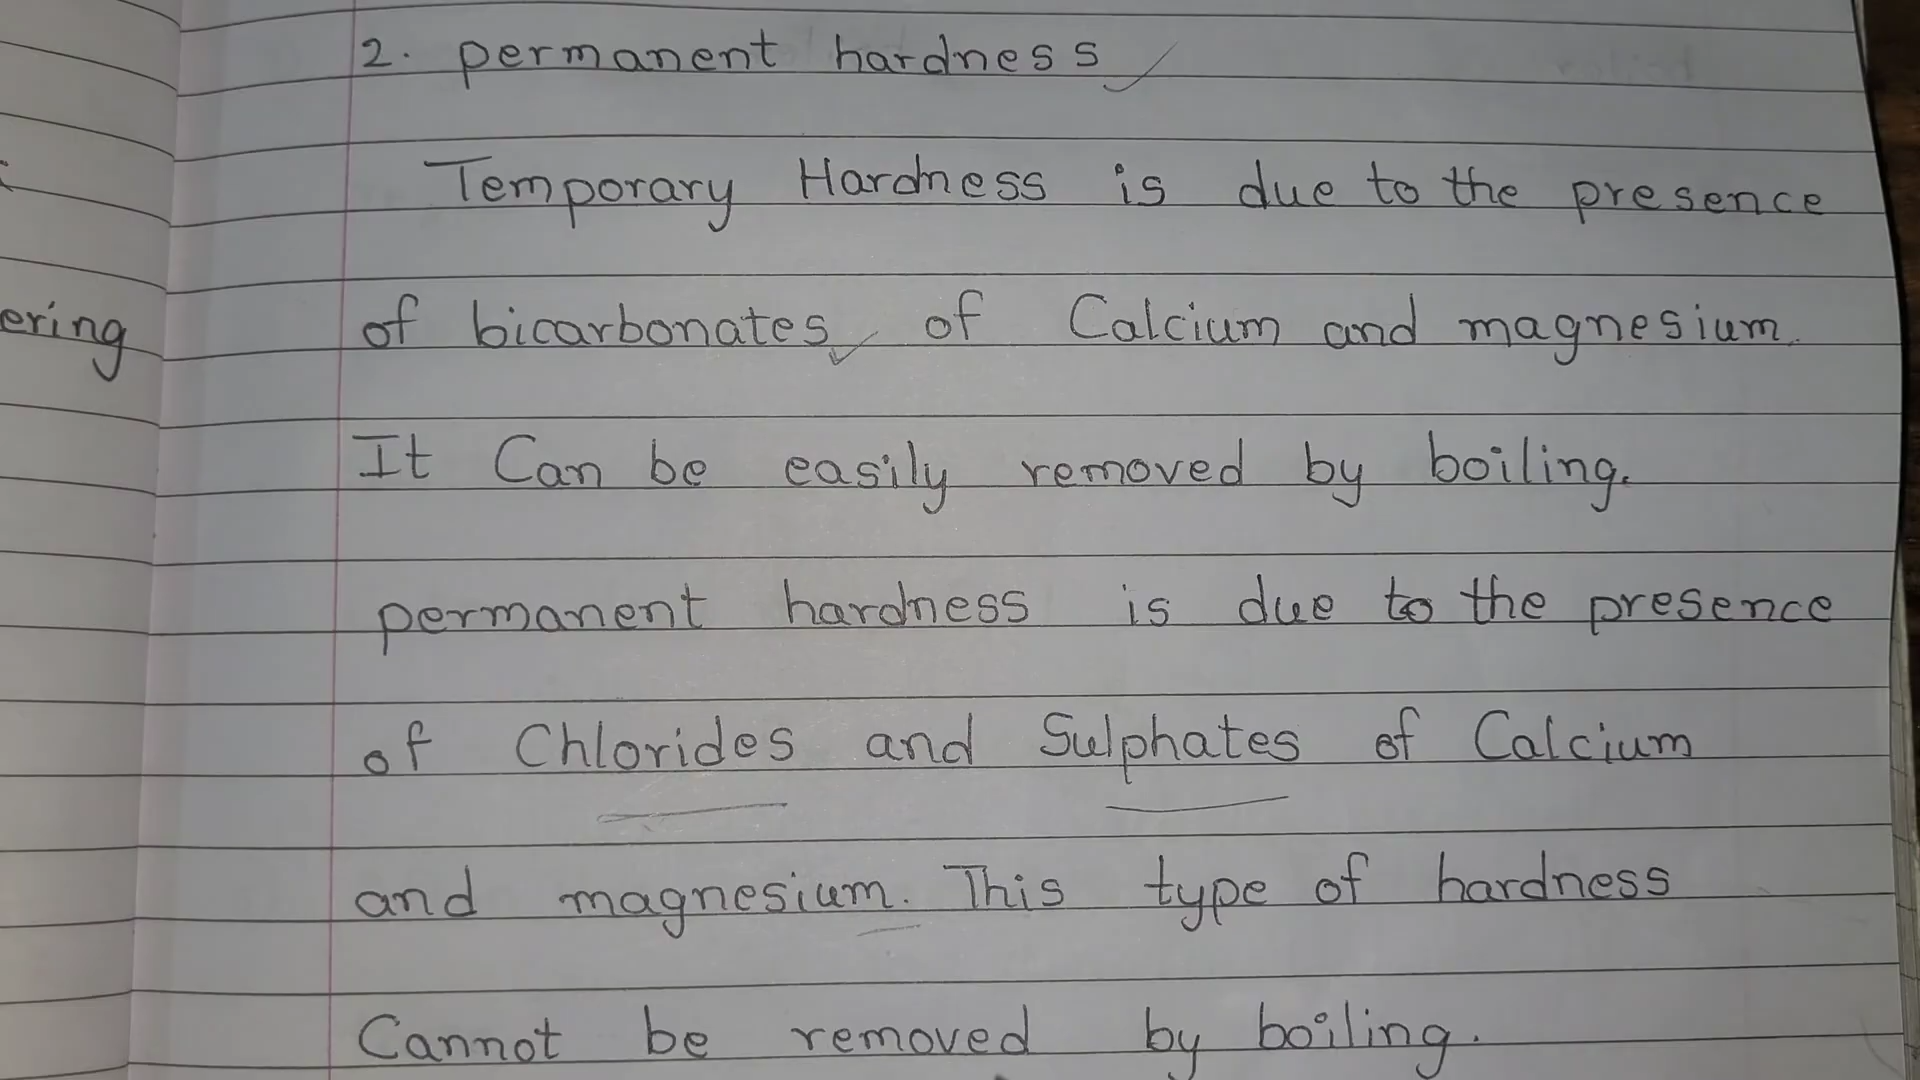 2. permanent hardness
Temporary Hardness is due to the presence
ering
of bicarbonates of Calcium and magnesium.
It Can be easily removed by boiling.
permanent hardness is due to the presence
of Chlorides and Sulphates of Calcium
and magnesium. This type of hardness
Cannot be removed by boiling.